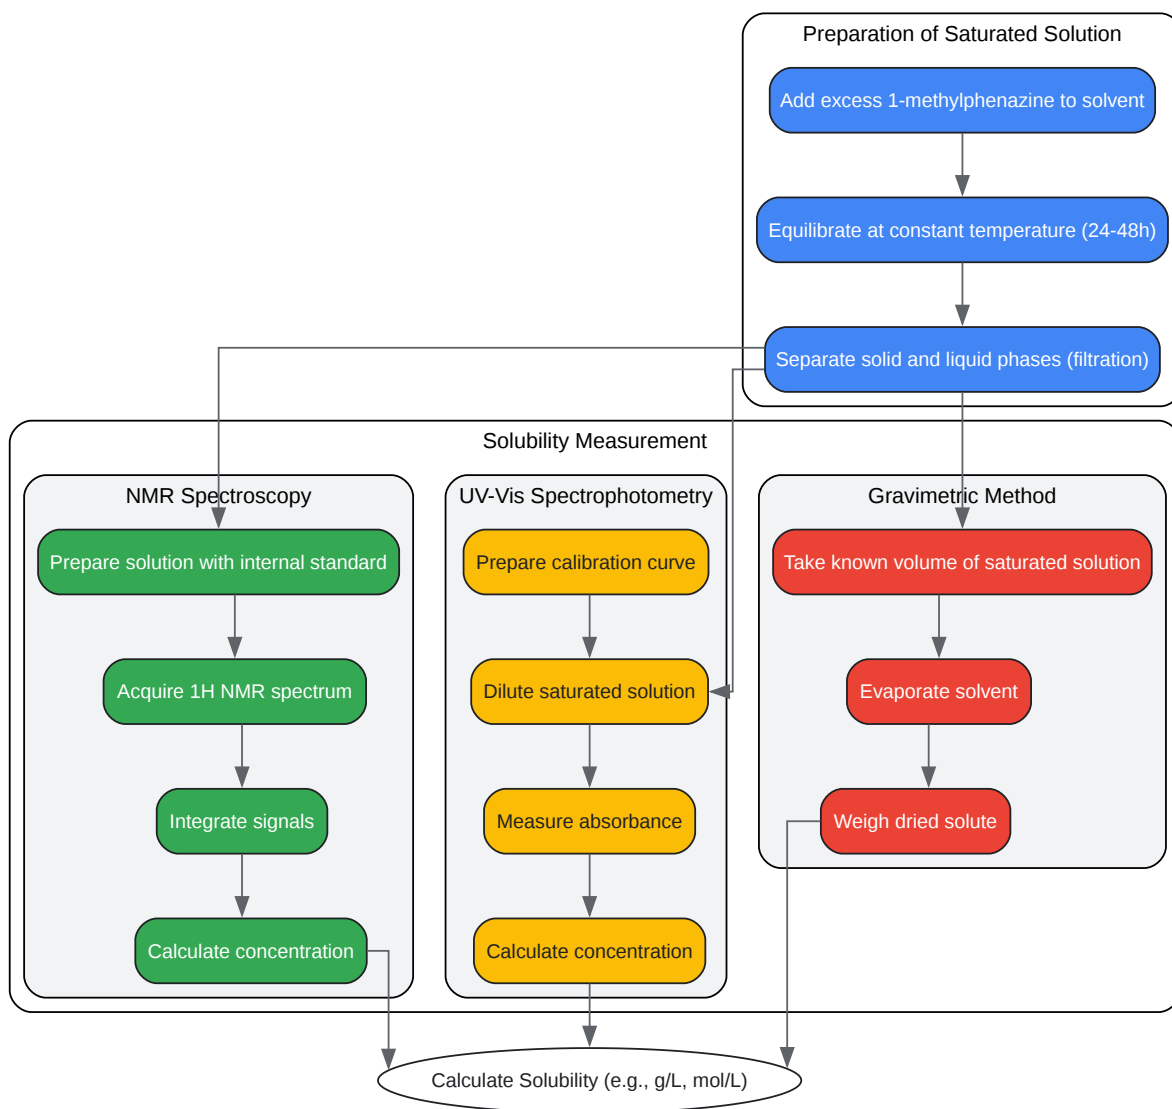 Preparation of Saturated Solution
Add excess 1-methylphenazine to solvent
Equilibrate at constant temperature (24-48h)
Separate solid and liquid phases (filtration)
Solubility Measurement
NMR Spectroscopy
Prepare solution with internal standard
Acquire 1H NMR spectrum
Integrate signals
Calculate concentration
UV-Vis Spectrophotometry
Prepare calibration curve
Dilute saturated solution
Measure absorbance
Calculate concentration
Gravimetric Method
Take known volume of saturated solution
Evaporate solvent
Weigh dried solute
Calculate Solubility (e.g., g/L, mol/L)